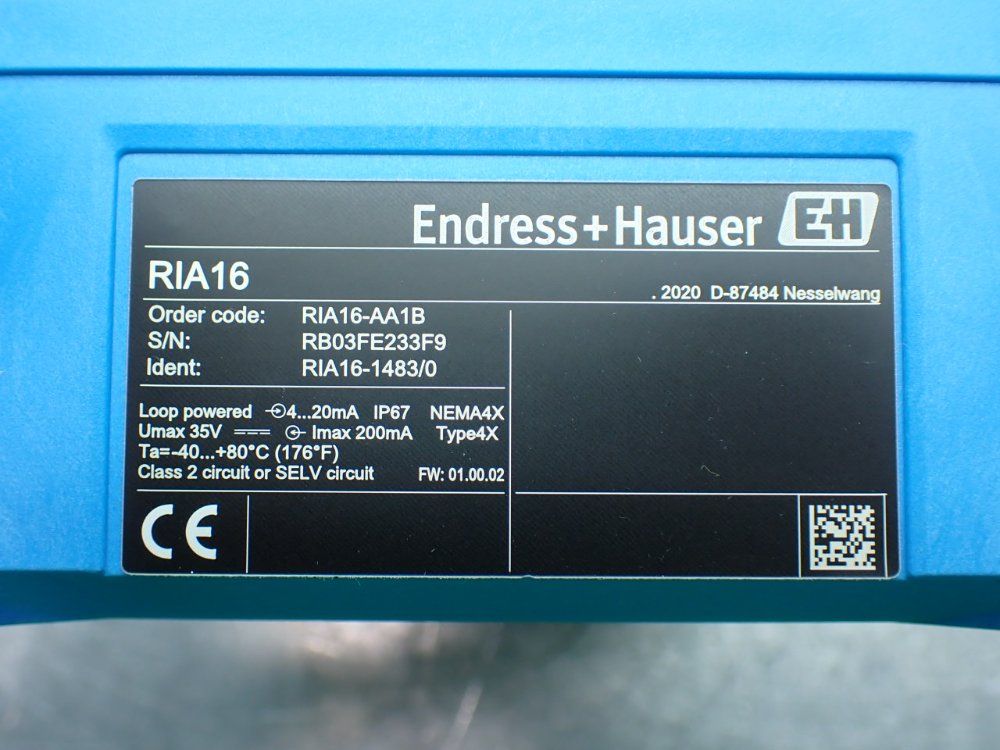 Endress+Hauser EH
RIA16
. 2020 D-87484 Nesselwang
Order code: RIA16-AA1B
S/N: RB03FE233F9
Ident: RIA16-1483/0
Loop powered 4...20mA IP67 NEMA4X
Umax 35V Imax 200mA Type4X
Ta=-40...+80°C (176°F)
Class 2 circuit or SELV circuit FW: 01.00.02
CE